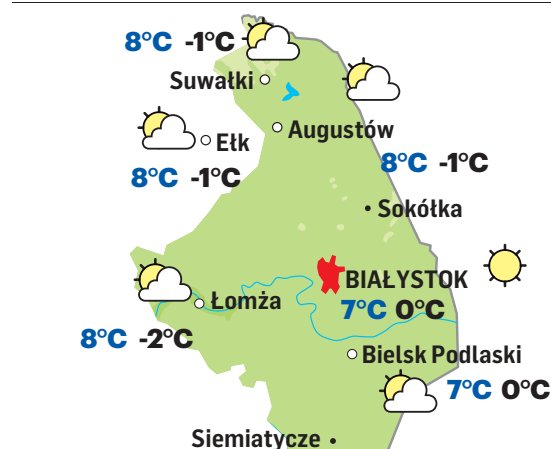 8°C -1°C
Suwałki
Augustów
Ełk
8°C -1°C
8°C -1°C
Sokółka
BIAŁYSTOK
7°C 0°C
Łomża
8°C -2°C
Bielsk Podlaski
7°C 0°C
Siemiatycze